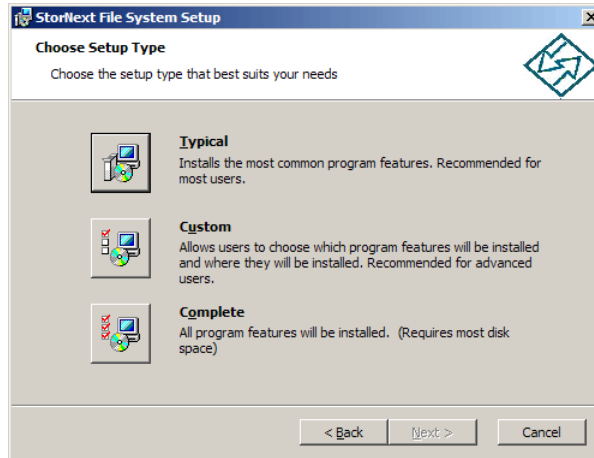 StorNext File System Setup
Choose Setup Type
Choose the setup type that best suits your needs
Typical
Installs the most common program features. Recommended for
most users.
Custom
Allows users to choose which program features will be installed
and where they will be installed. Recommended for advanced
users.
Complete
All program features will be installed. (Requires most disk
space)
< Back Next > Cancel